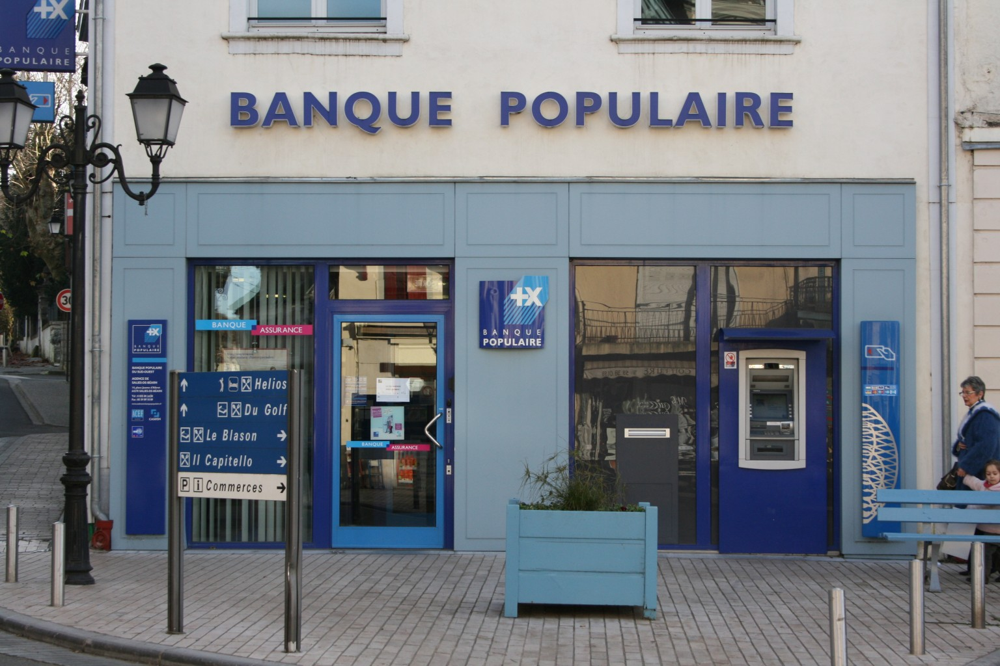 BANQUE
POPULAIRE
BANQUE POPULAIRE
30
BANQUE
ASSURANCE
+X
BANQUE
POPULAIRE
+X
BANQUE
POPULAIRE
BANQUE POPULAIRE
DU SUD-OUEST
AGENCE DE
SALIES-DE-BÉARN
ACEF
CASDEN
Helios
Du Golf
Le Blason
Il Capitello
P i Commerces
BANQUE
ASSURANCE